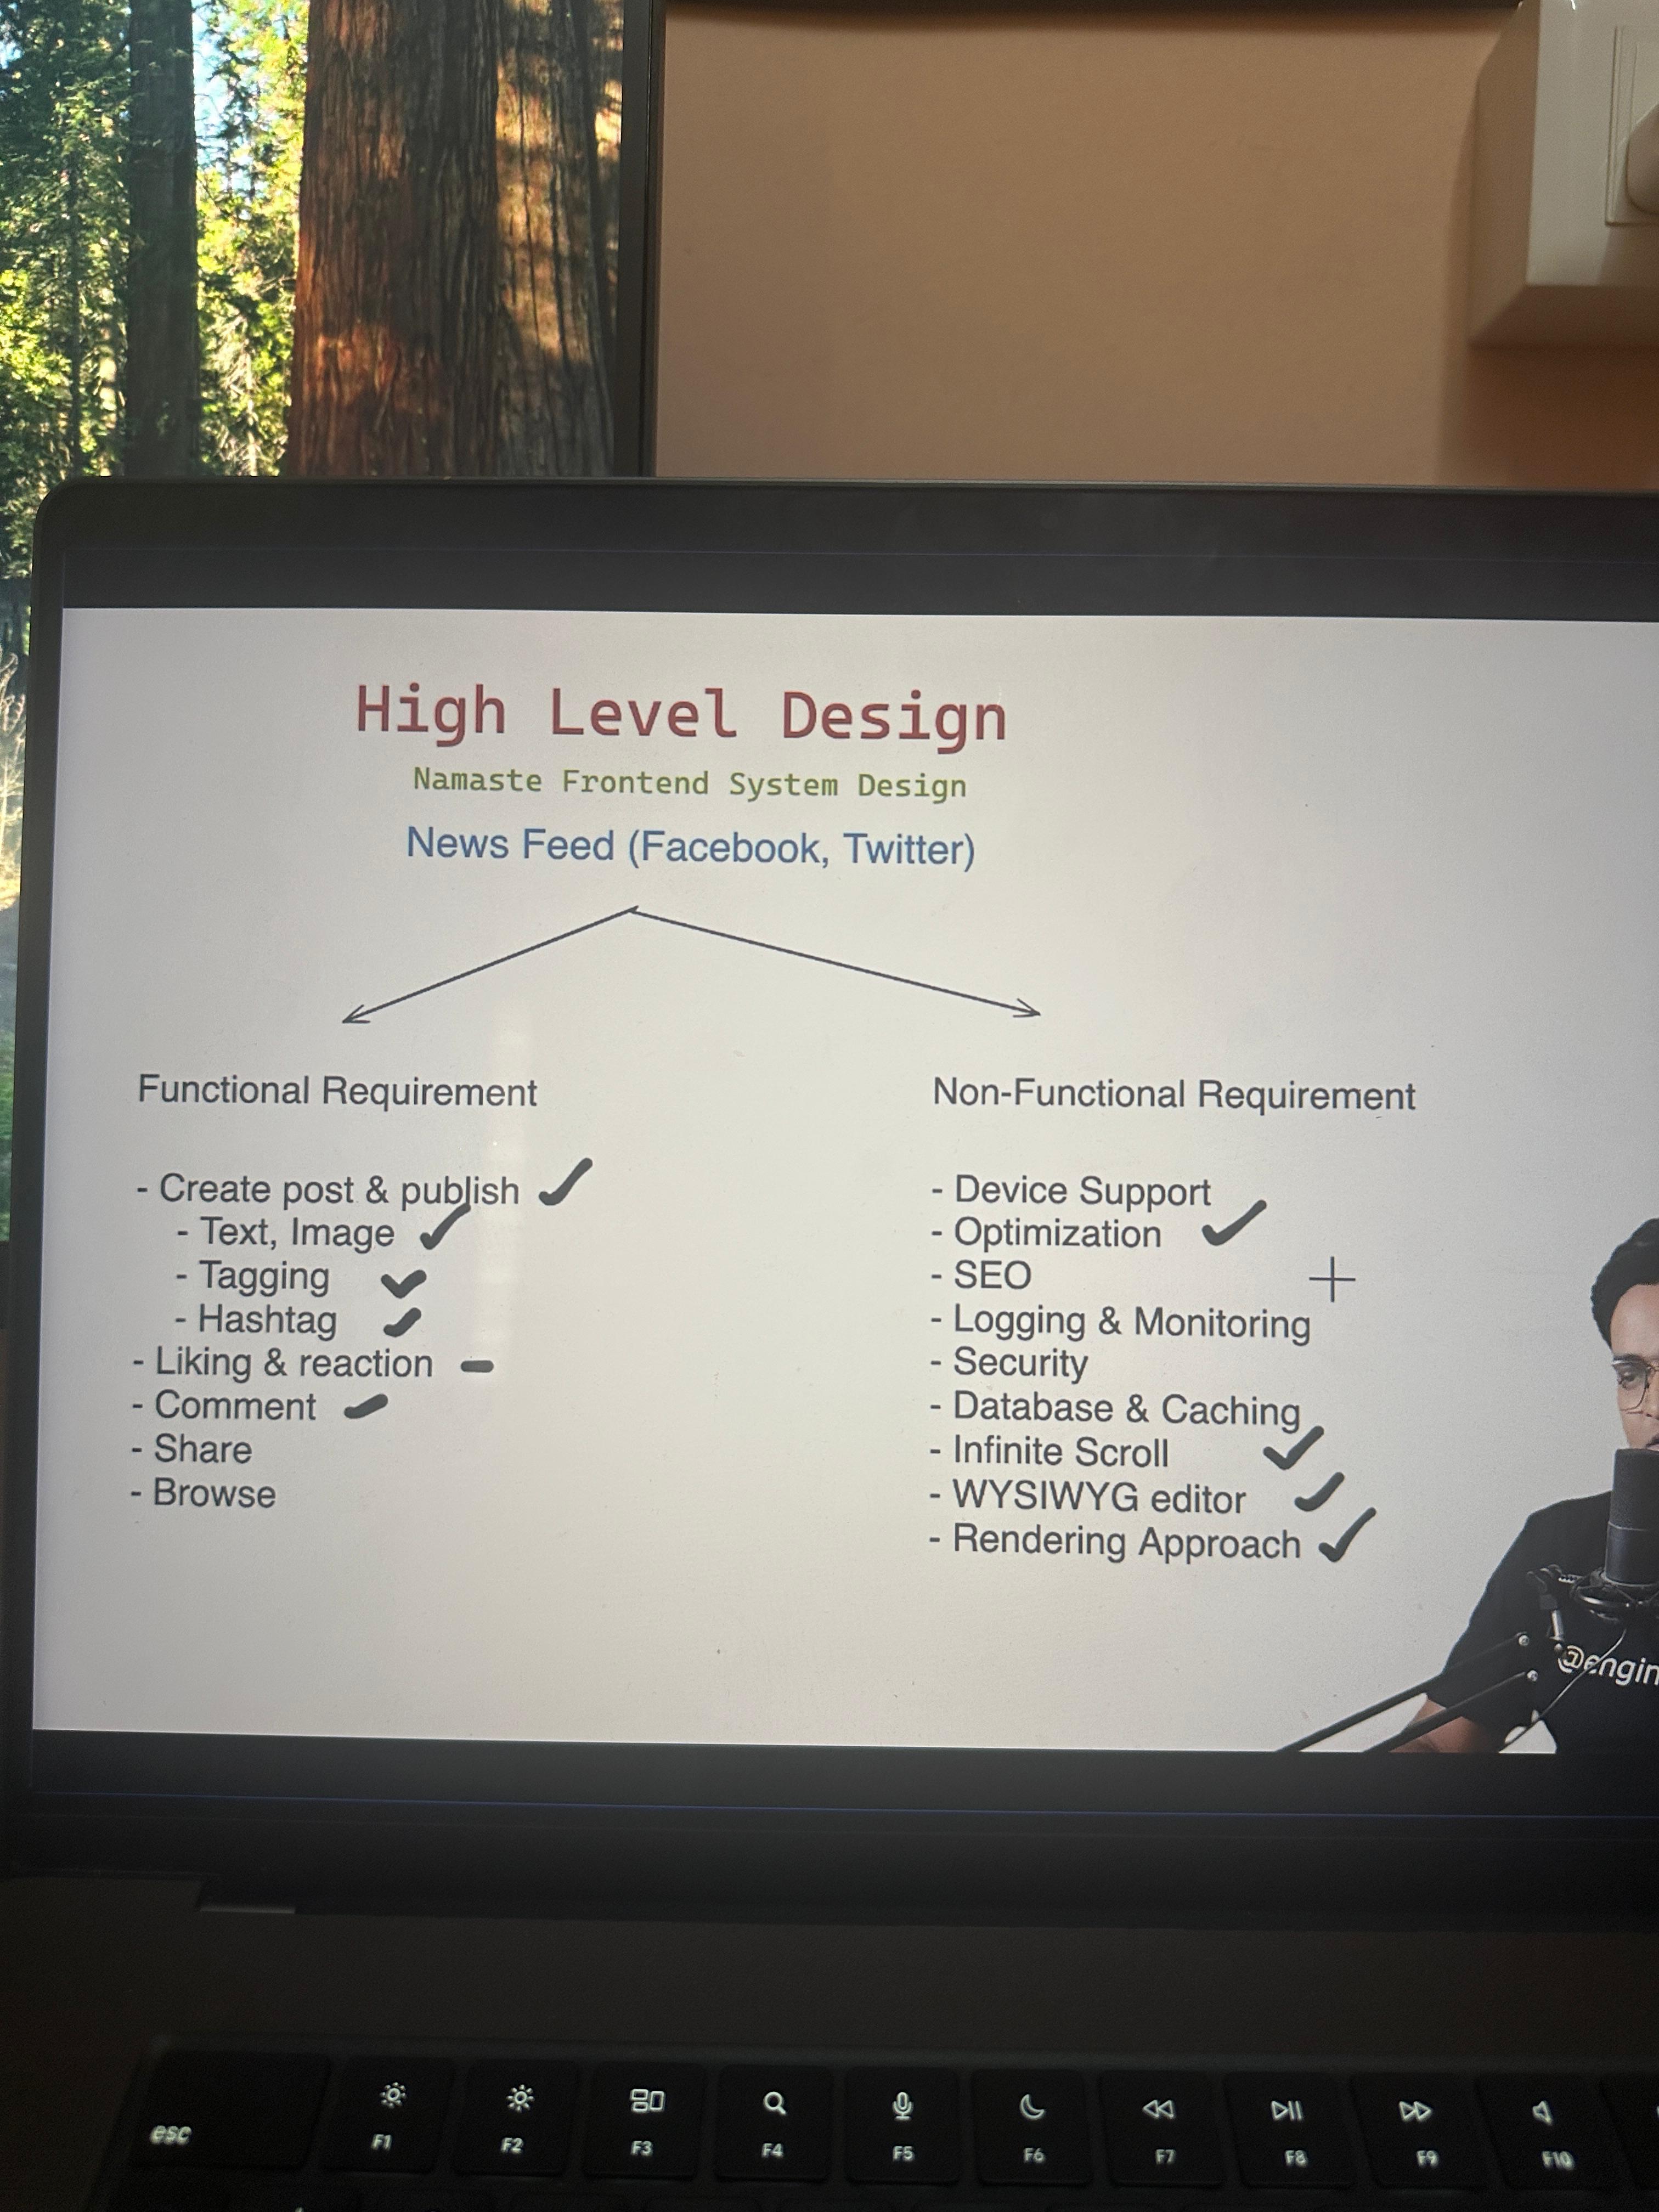 High Level Design
Namaste Frontend System Design
News Feed (Facebook, Twitter)
Functional Requirement
- Create post & publish
- Text, Image
- Tagging
- Hashtag
- Liking & reaction
- Comment
- Share
- Browse
Non-Functional Requirement
- Device Support
- Optimization
- SEO
- Logging & Monitoring
- Security
- Database & Caching
- Infinite Scroll
- WYSIWYG editor
- Rendering Approach
@engin
esc
F1
F2
F3
F4
F5
F6
F7
F8
F9
F10